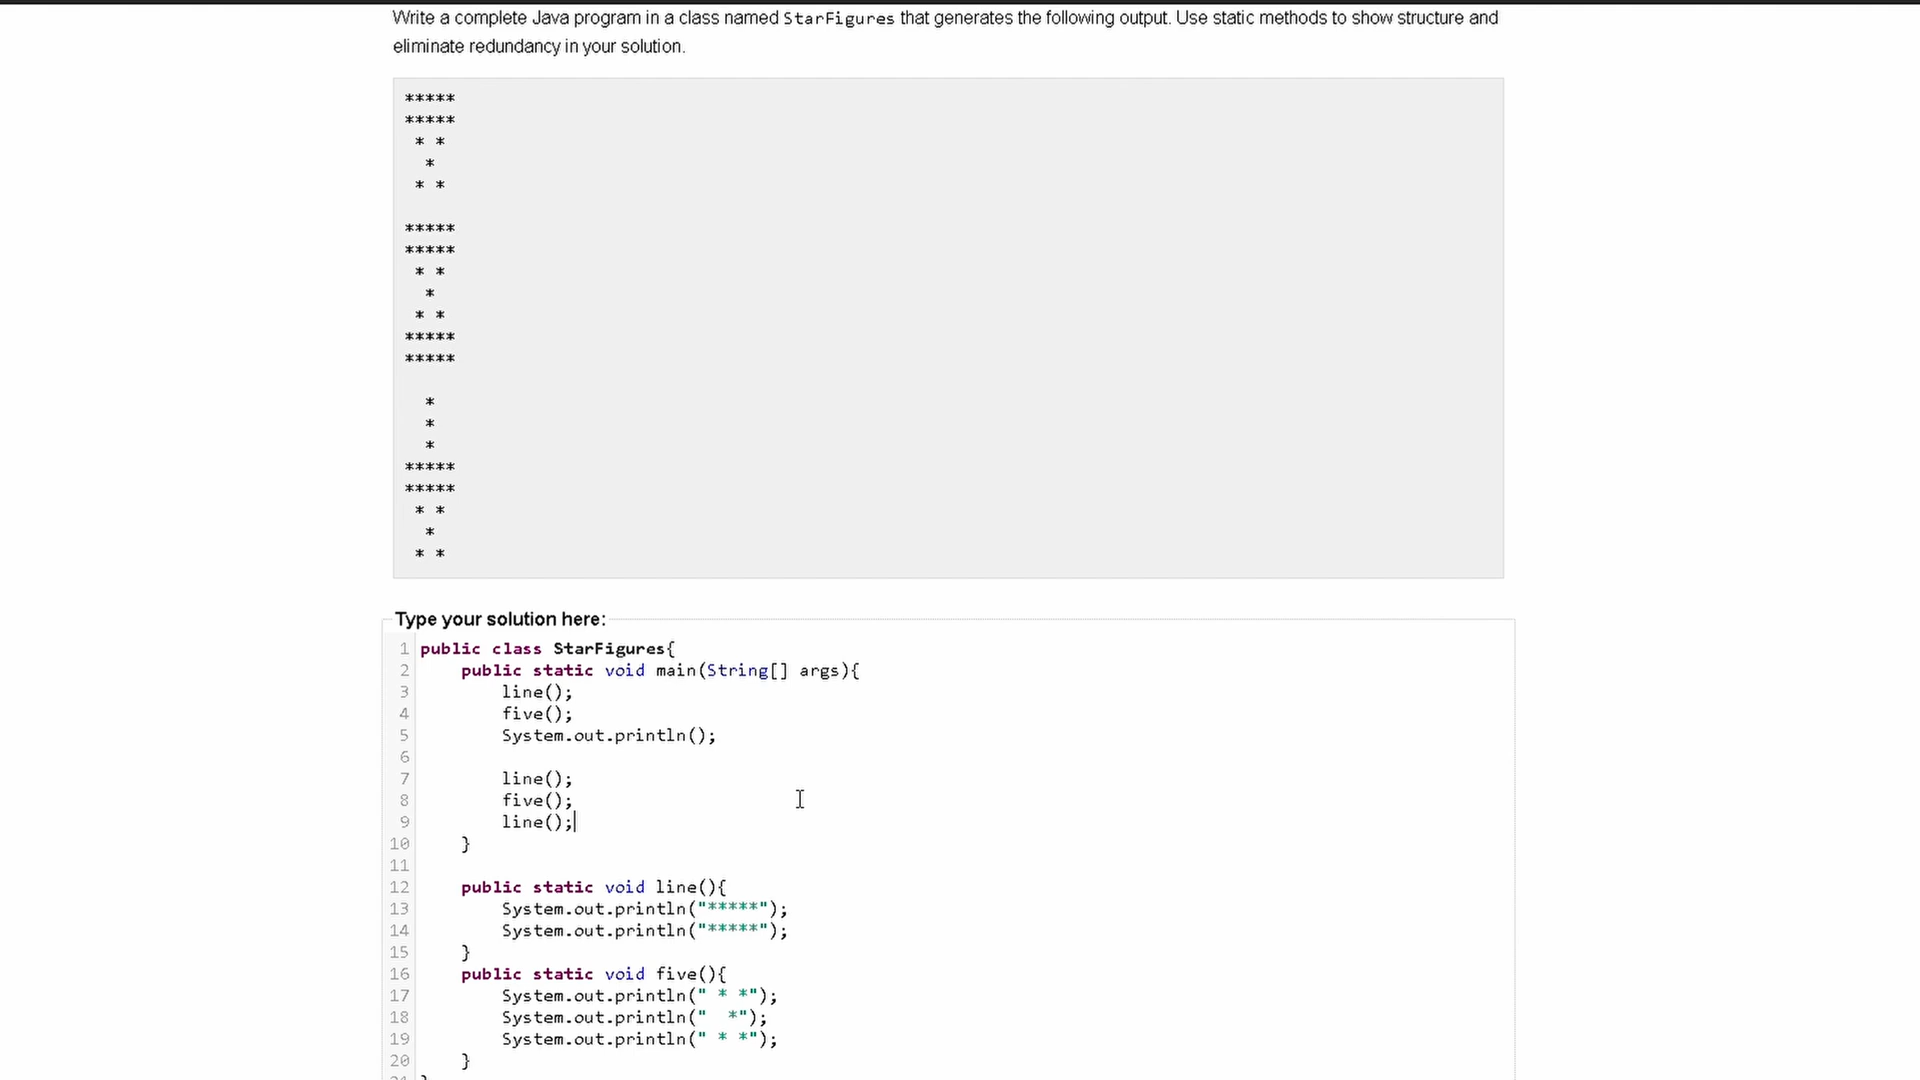 Write a complete Java program in a class named StarFigures that generates the following output. Use static methods to show structure and
eliminate redundancy in your solution.
*****
*****
 * *
  *
 * *

*****
*****
 * *
  *
 * *
*****
*****

  *
  *
  *
*****
*****
 * *
  *
 * *
Type your solution here:
1 public class StarFigures{
2     public static void main(String[] args){
3         line();
4         five();
5         System.out.println();
6
7         line();
8         five();
9         line();
10     }
11
12     public static void line(){
13         System.out.println("*****");
14         System.out.println("*****");
15     }
16     public static void five(){
17         System.out.println(" * *");
18         System.out.println("  *");
19         System.out.println(" * *");
20     }